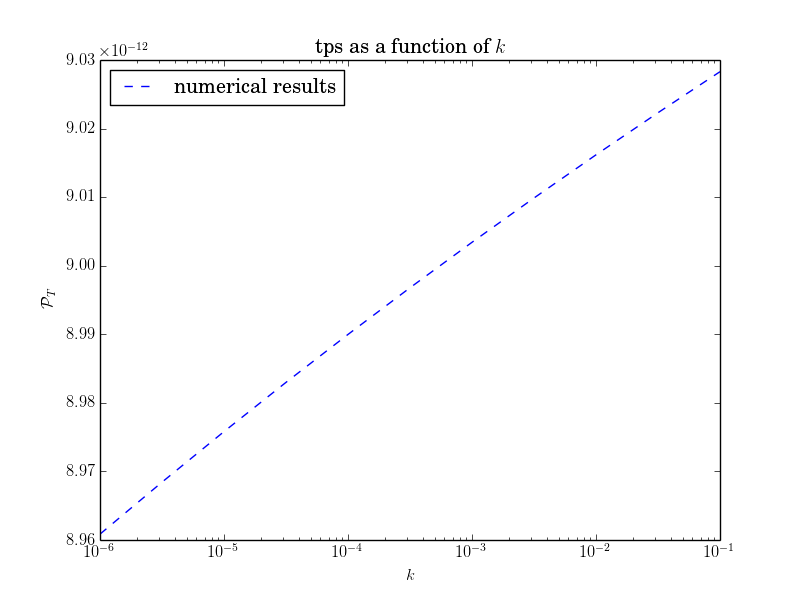 tps as a function of k
×10⁻¹²
numerical results
9.03
9.02
9.01
9.00
8.99
8.98
8.97
8.96
𝒫_T
10⁻⁶ 10⁻⁵ 10⁻⁴ 10⁻³ 10⁻² 10⁻¹
k